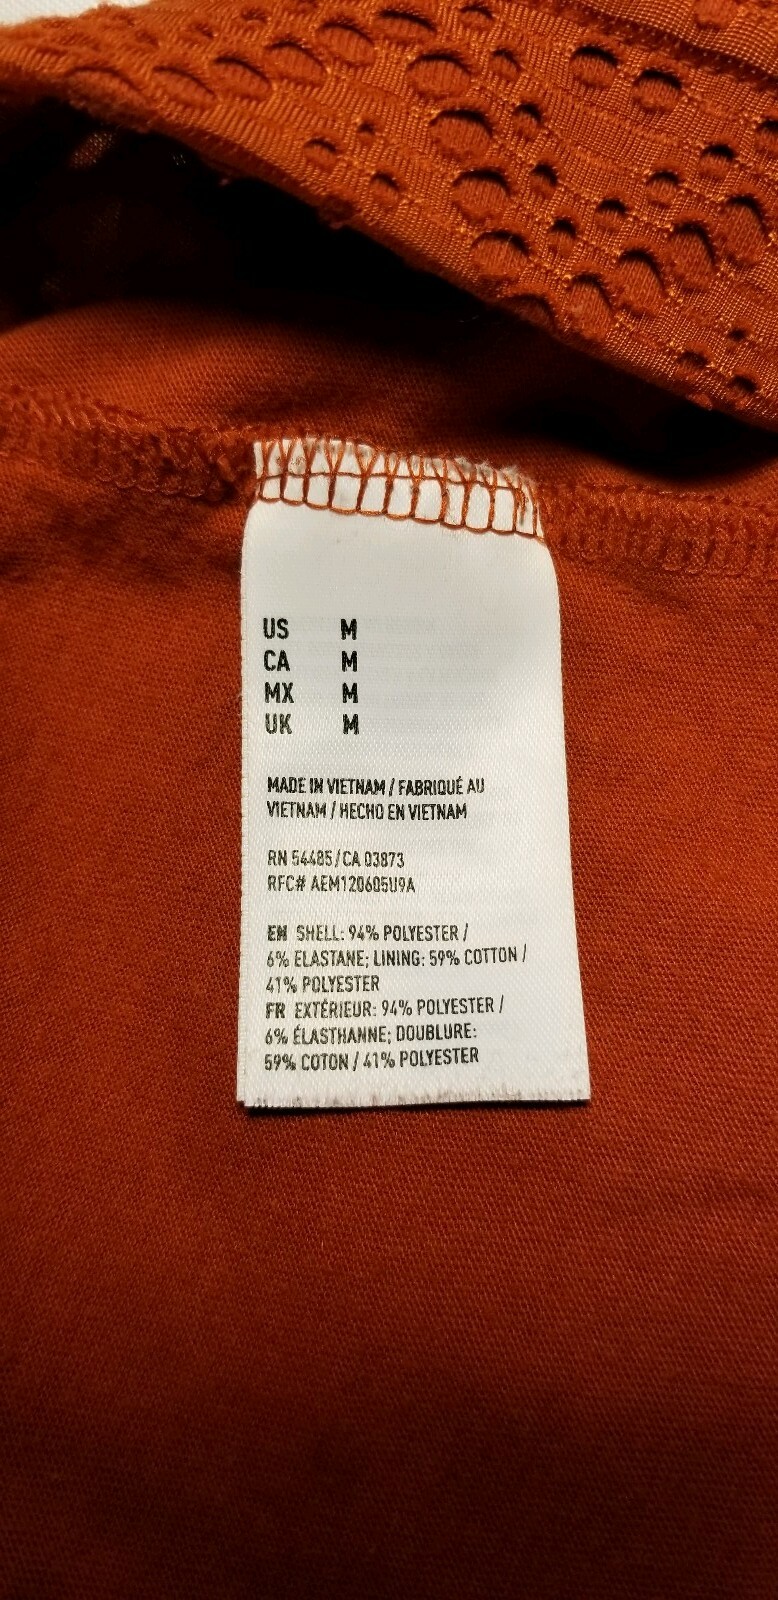 US M
CA M
MX M
UK M
MADE IN VIETNAM / FABRIQUÉ AU
VIETNAM / HECHO EN VIETNAM
RN 54485/CA 03873
RFC# AEM120605U9A
EN SHELL: 94% POLYESTER /
6% ELASTANE; LINING: 59% COTTON /
41% POLYESTER
FR EXTÉRIEUR: 94% POLYESTER /
6% ÉLASTHANNE; DOUBLURE:
59% COTON / 41% POLYESTER